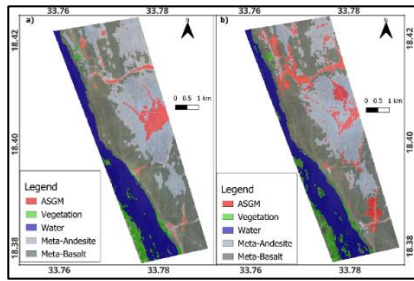 33.76 33.78 33.76 33.78
a) N b) N
18.42 18.42
0 0.5 1 km 0 0.5 1 km
18.40 18.40
Legend Legend
ASGM ASGM
Vegetation Vegetation
Water Water
Meta-Andesite Meta-Andesite
Meta-Basalt Meta-Basalt
18.38 18.38
33.76 33.78 33.76 33.78